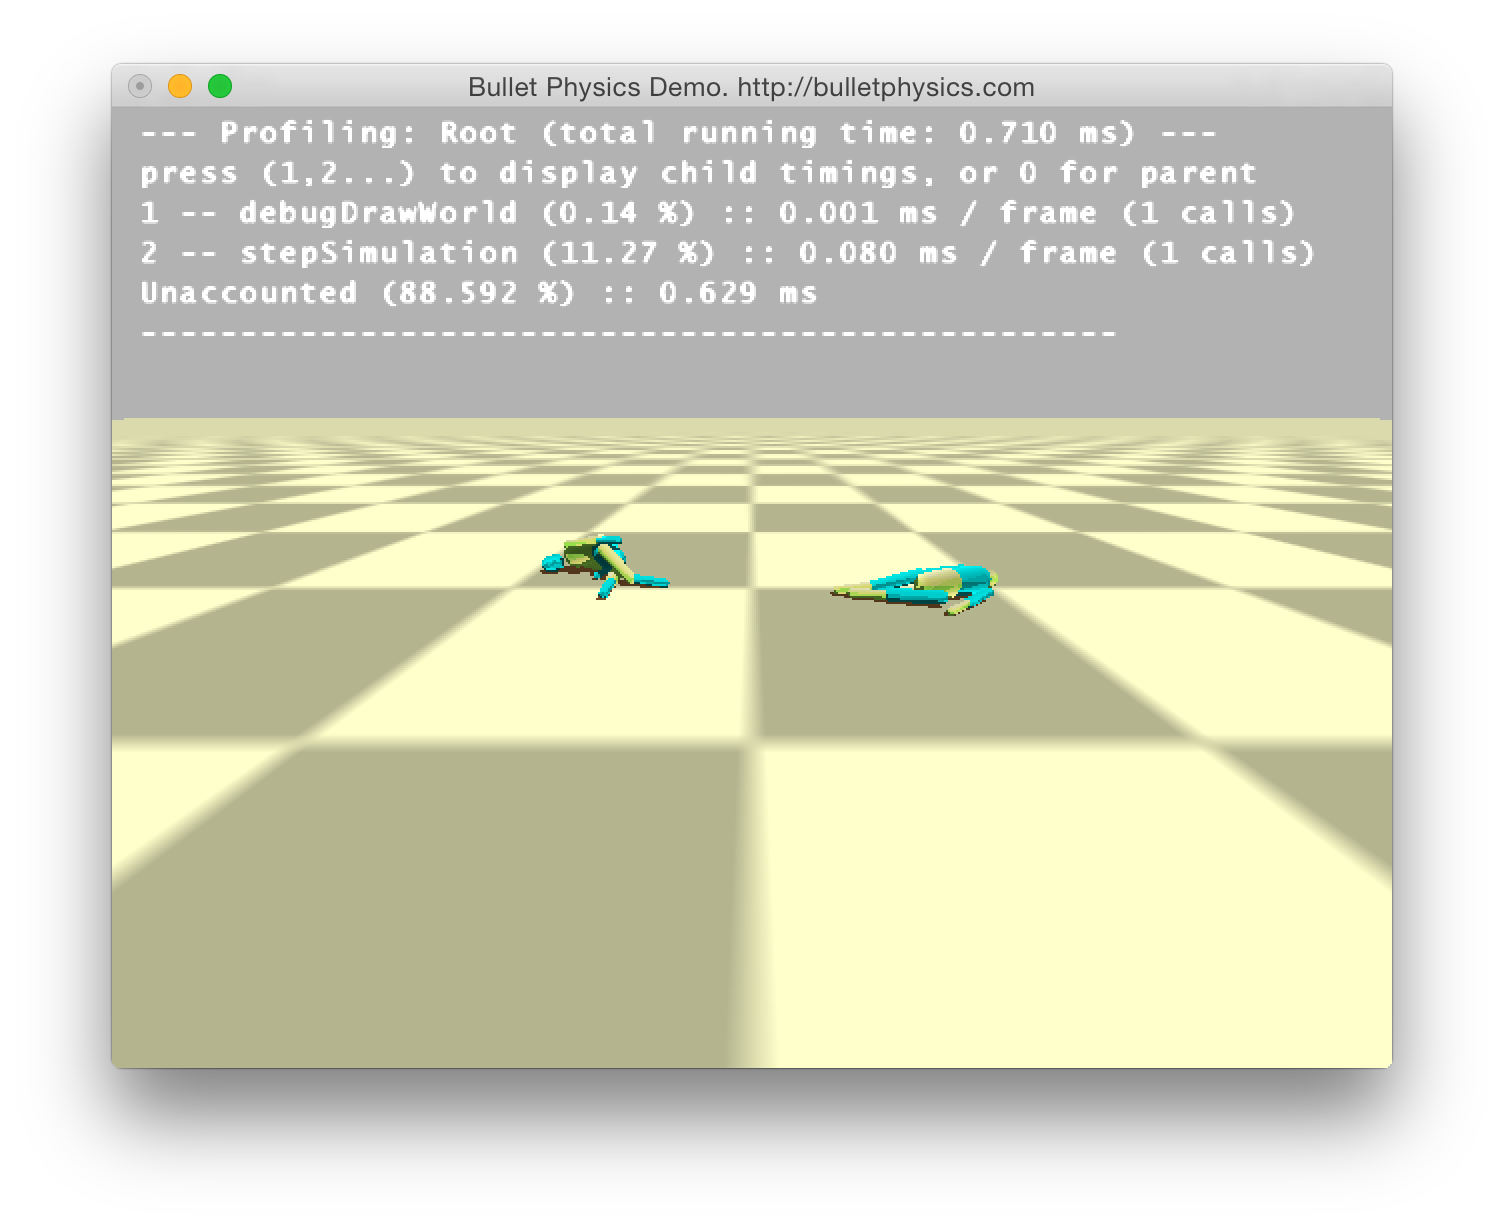 Bullet Physics Demo. http://bulletphysics.com
--- Profiling: Root (total running time: 0.710 ms) ---
press (1,2...) to display child timings, or 0 for parent
1 -- debugDrawWorld (0.14 %) :: 0.001 ms / frame (1 calls)
2 -- stepSimulation (11.27 %) :: 0.080 ms / frame (1 calls)
Unaccounted (88.592 %) :: 0.629 ms
-------------------------------------------------